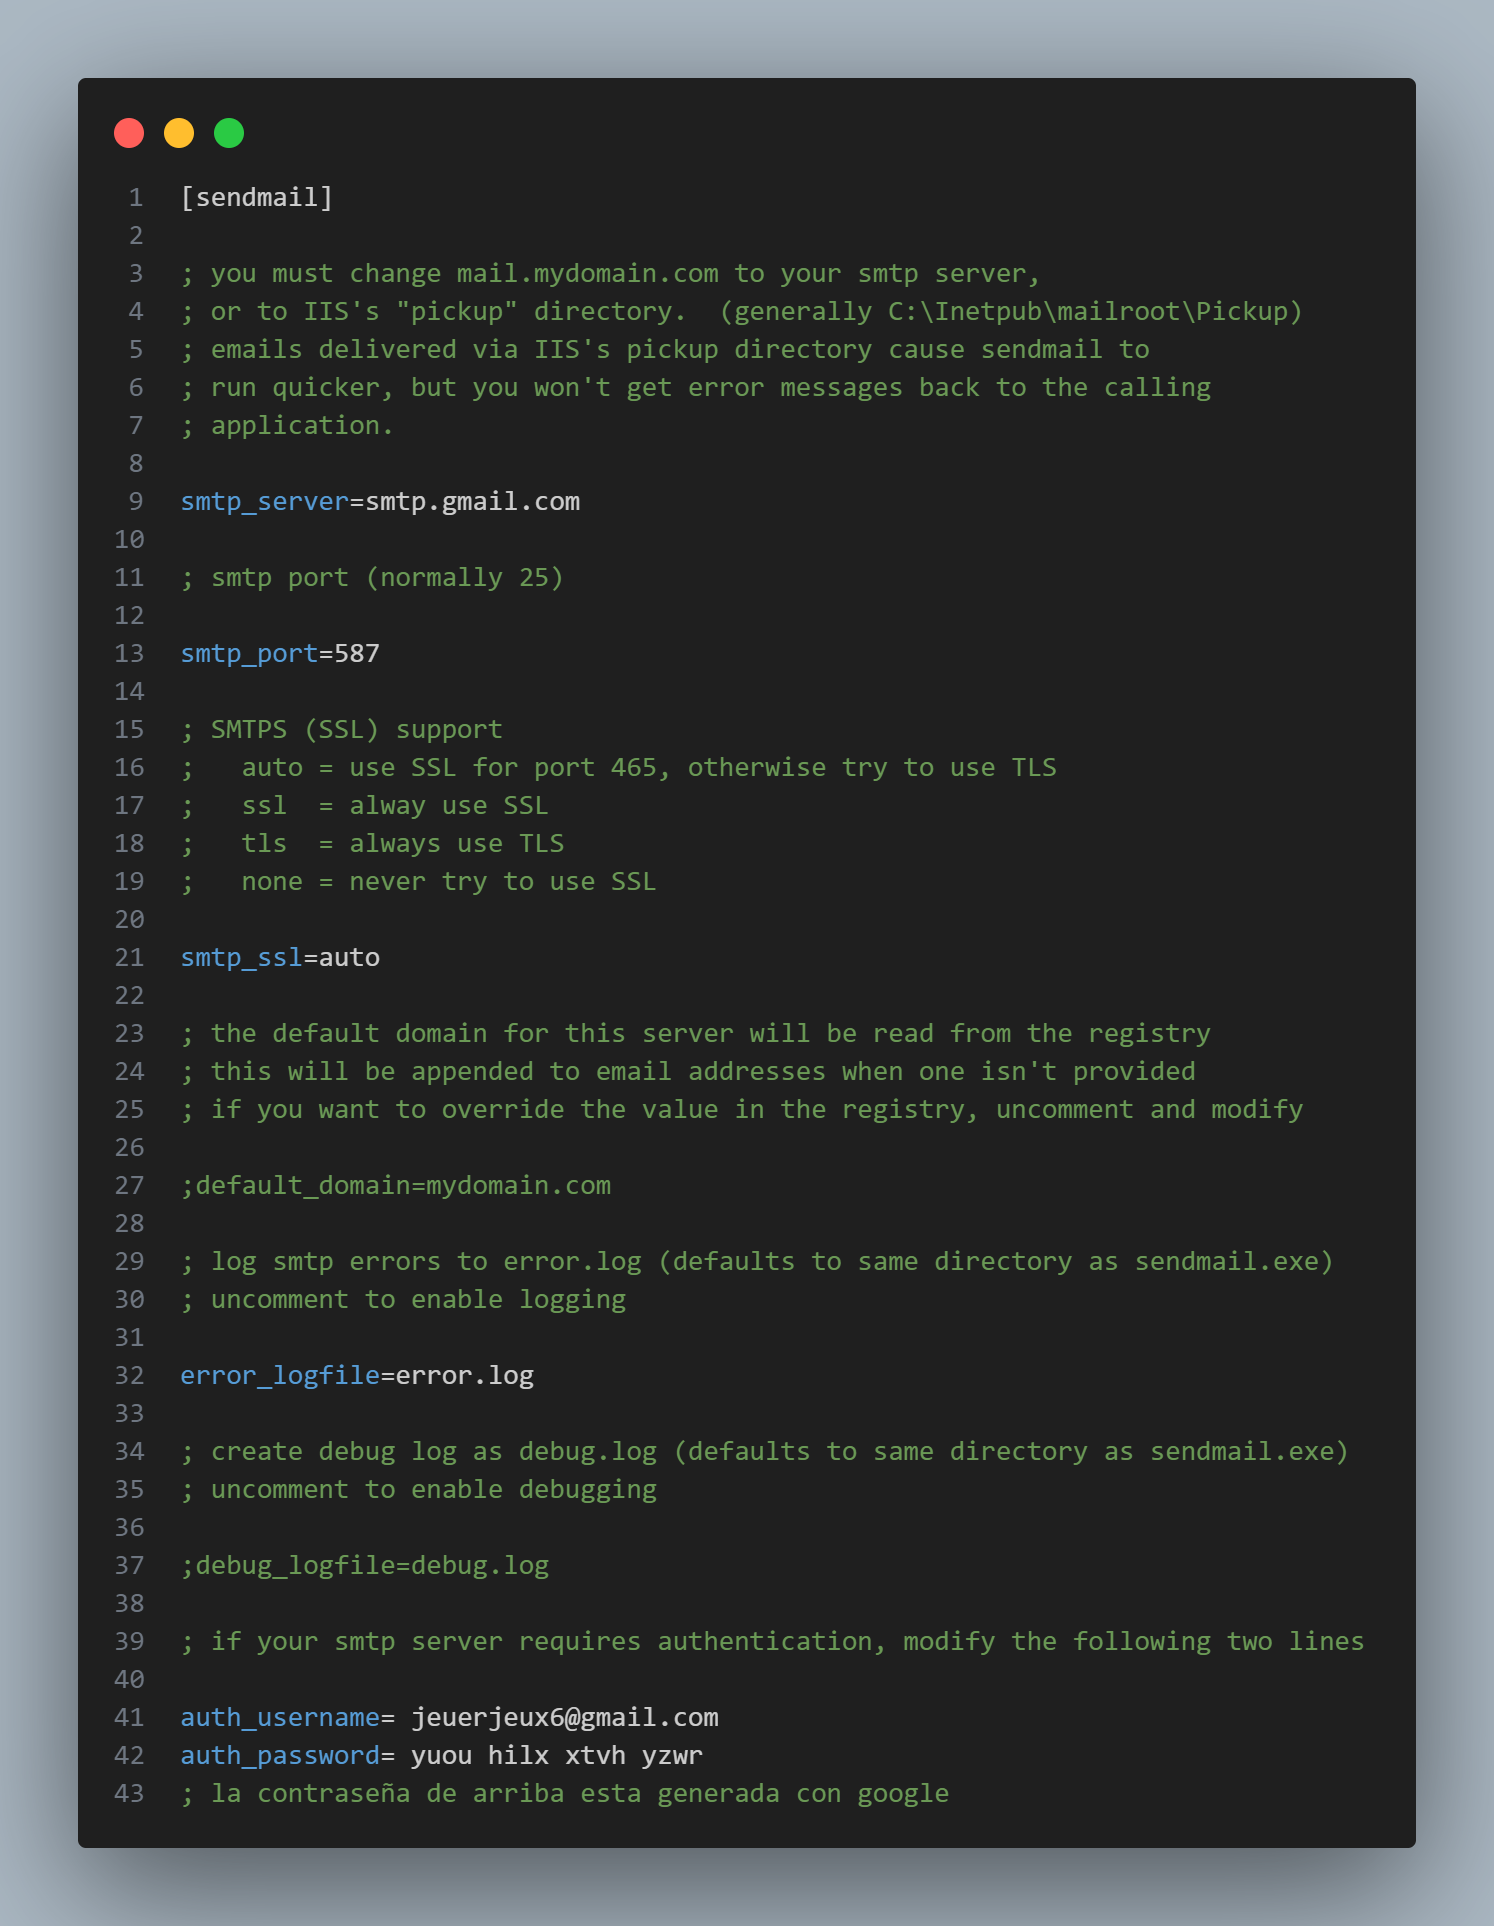 1 [sendmail]
2
3 ; you must change mail.mydomain.com to your smtp server,
4 ; or to IIS's "pickup" directory.  (generally C:\Inetpub\mailroot\Pickup)
5 ; emails delivered via IIS's pickup directory cause sendmail to
6 ; run quicker, but you won't get error messages back to the calling
7 ; application.
8
9 smtp_server=smtp.gmail.com
10
11 ; smtp port (normally 25)
12
13 smtp_port=587
14
15 ; SMTPS (SSL) support
16 ;   auto = use SSL for port 465, otherwise try to use TLS
17 ;   ssl  = alway use SSL
18 ;   tls  = always use TLS
19 ;   none = never try to use SSL
20
21 smtp_ssl=auto
22
23 ; the default domain for this server will be read from the registry
24 ; this will be appended to email addresses when one isn't provided
25 ; if you want to override the value in the registry, uncomment and modify
26
27 ;default_domain=mydomain.com
28
29 ; log smtp errors to error.log (defaults to same directory as sendmail.exe)
30 ; uncomment to enable logging
31
32 error_logfile=error.log
33
34 ; create debug log as debug.log (defaults to same directory as sendmail.exe)
35 ; uncomment to enable debugging
36
37 ;debug_logfile=debug.log
38
39 ; if your smtp server requires authentication, modify the following two lines
40
41 auth_username= jeuerjeux6@gmail.com
42 auth_password= yuou hilx xtvh yzwr
43 ; la contraseña de arriba esta generada con google